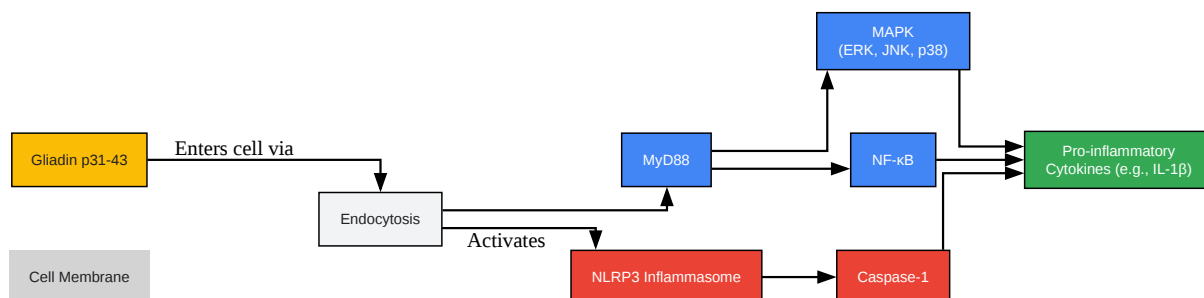 MAPK
(ERK, JNK, p38)
Gliadin p31-43
Enters cell via
MyD88
NF-κB
Pro-inflammatory
Cytokines (e.g., IL-1β)
Endocytosis
Activates
Cell Membrane
NLRP3 Inflammasome
Caspase-1